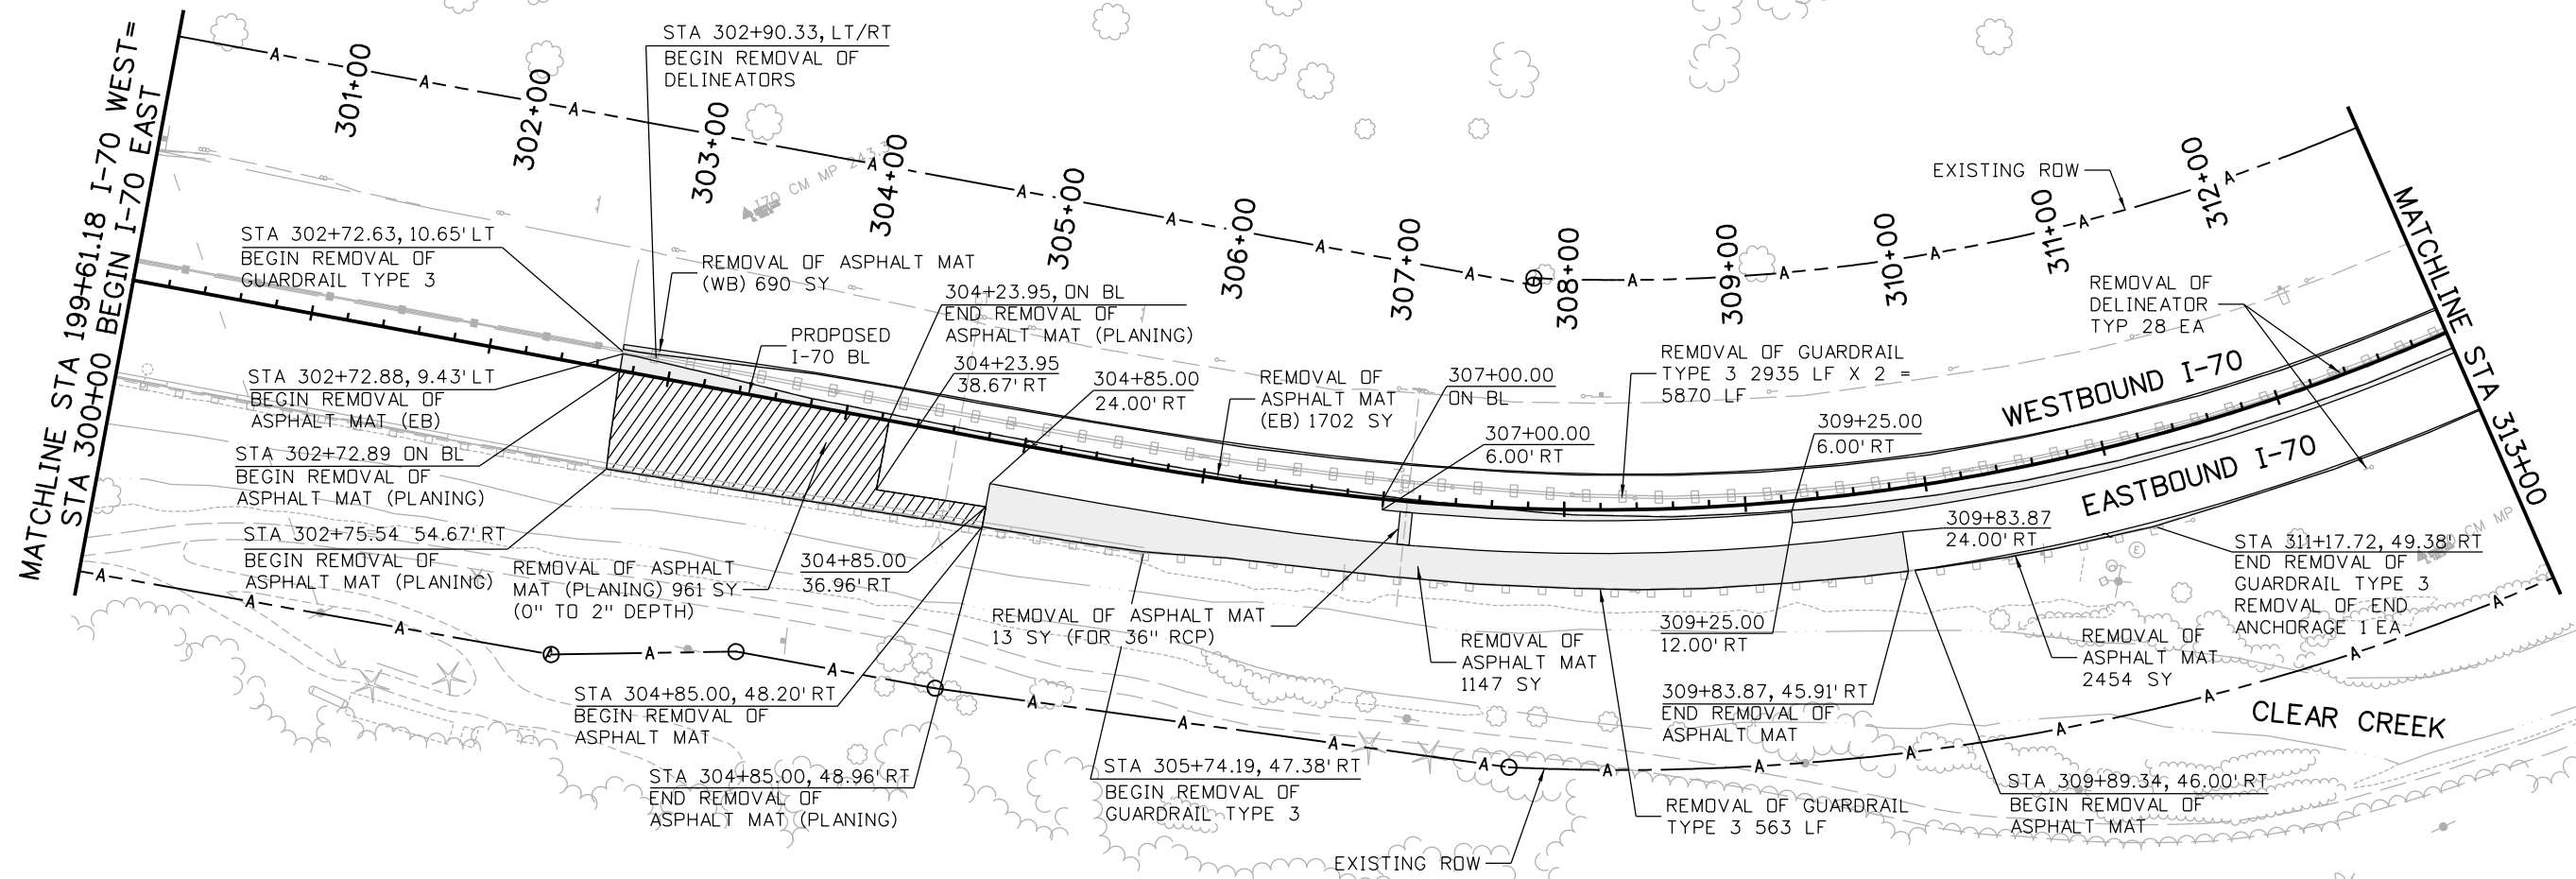 MATCHLINE STA 199+61.18 I-70 WEST=
STA 300+00 BEGIN I-70 EAST
301+00
302+00
303+00
304+00
305+00
306+00
307+00
308+00
309+00
310+00
311+00
312+00
MATCHLINE STA 313+00
STA 302+90.33, LT/RT
BEGIN REMOVAL OF
DELINEATORS
I70 CM MP 243.3
EXISTING ROW
STA 302+72.63, 10.65' LT
BEGIN REMOVAL OF
GUARDRAIL TYPE 3
REMOVAL OF ASPHALT MAT
(WB) 690 SY
304+23.95, ON BL
END REMOVAL OF
ASPHALT MAT (PLANING)
PROPOSED
I-70 BL
304+23.95
38.67' RT
304+85.00
24.00' RT
REMOVAL OF
ASPHALT MAT
(EB) 1702 SY
307+00.00
ON BL
307+00.00
6.00' RT
REMOVAL OF GUARDRAIL
TYPE 3 2935 LF X 2 =
5870 LF
309+25.00
6.00' RT
REMOVAL OF
DELINEATOR
TYP 28 EA
WESTBOUND I-70
EASTBOUND I-70
STA 302+72.88, 9.43' LT
BEGIN REMOVAL OF
ASPHALT MAT (EB)
STA 302+72.89 ON BL
BEGIN REMOVAL OF
ASPHALT MAT (PLANING)
STA 302+75.54 54.67' RT
BEGIN REMOVAL OF
ASPHALT MAT (PLANING)
REMOVAL OF ASPHALT
MAT (PLANING) 961 SY
(0" TO 2" DEPTH)
304+85.00
36.96' RT
REMOVAL OF ASPHALT MAT
13 SY (FOR 36" RCP)
REMOVAL OF
ASPHALT MAT
1147 SY
309+25.00
12.00' RT
309+83.87
24.00' RT
309+83.87, 45.91' RT
END REMOVAL OF
ASPHALT MAT
CM MP
STA 311+17.72, 49.38' RT
END REMOVAL OF
GUARDRAIL TYPE 3
REMOVAL OF END
ANCHORAGE 1 EA
REMOVAL OF
ASPHALT MAT
2454 SY
CLEAR CREEK
STA 304+85.00, 48.20' RT
BEGIN REMOVAL OF
ASPHALT MAT
STA 304+85.00, 48.96' RT
END REMOVAL OF
ASPHALT MAT (PLANING)
STA 305+74.19, 47.38' RT
BEGIN REMOVAL OF
GUARDRAIL TYPE 3
REMOVAL OF GUARDRAIL
TYPE 3 563 LF
STA 309+89.34, 46.00' RT
BEGIN REMOVAL OF
ASPHALT MAT
EXISTING ROW